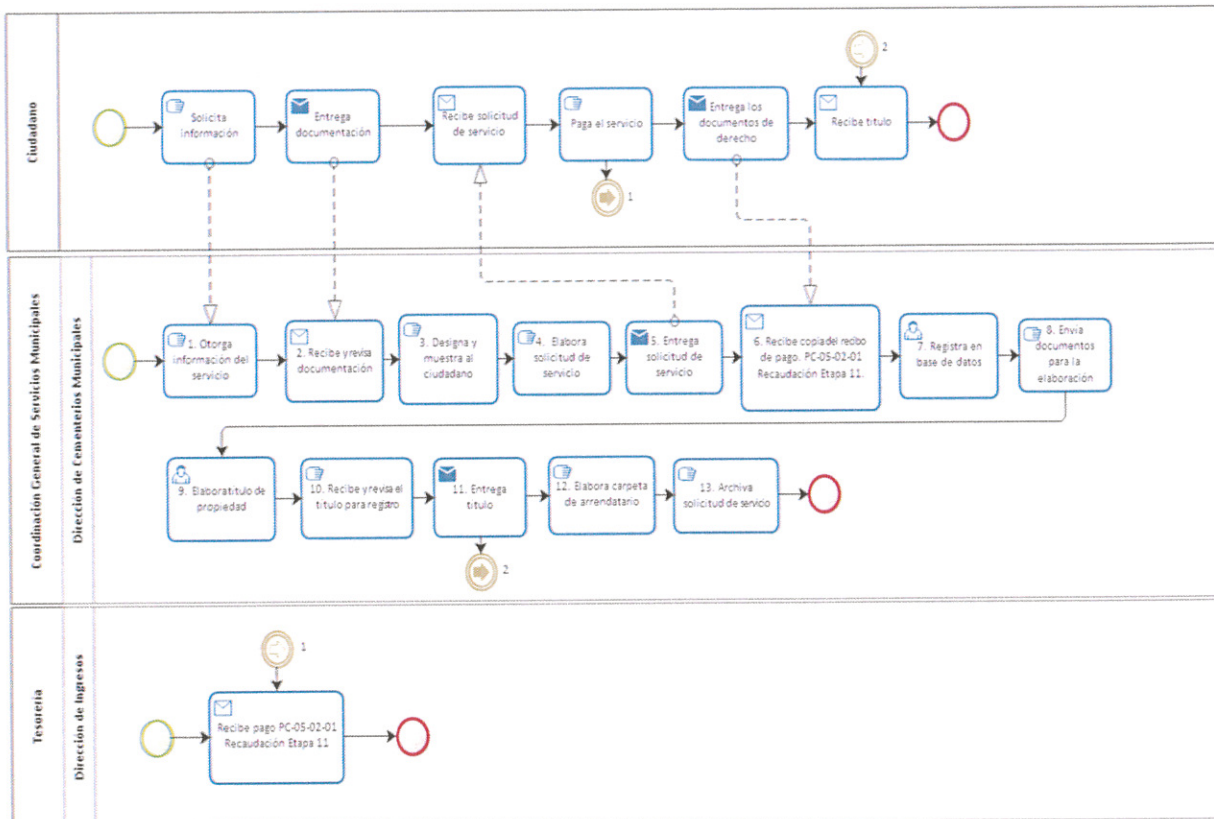 Ciudadano
Solicita
información
Entrega
documentación
Recibe solicitud
de servicio
Paga el servicio
1
Entrega los
documentos de
derecho
2
Recibe titulo
Coordinación General de Servicios Municipales
Dirección de Cementerios Municipales
1. Otorga
información del
servicio
2. Recibe y revisa
documentación
3. Designa y
muestra al
ciudadano
4. Elabora
solicitud de
servicio
5. Entrega
solicitud de
servicio
6. Recibe copia del recibo
de pago. PC-05-02-01
Recaudación Etapa 11.
7. Registra en
base de datos
8. Envia
documentos
para la
elaboración
9. Elabora titulo de
propiedad
10. Recibe y revisa el
titulo para registro
11. Entrega
titulo
2
12. Elabora carpeta
de arrendatario
13. Archiva
solicitud de servicio
Tesorería
Dirección de Ingresos
1
Recibe pago PC-05-02-01
Recaudación Etapa 11